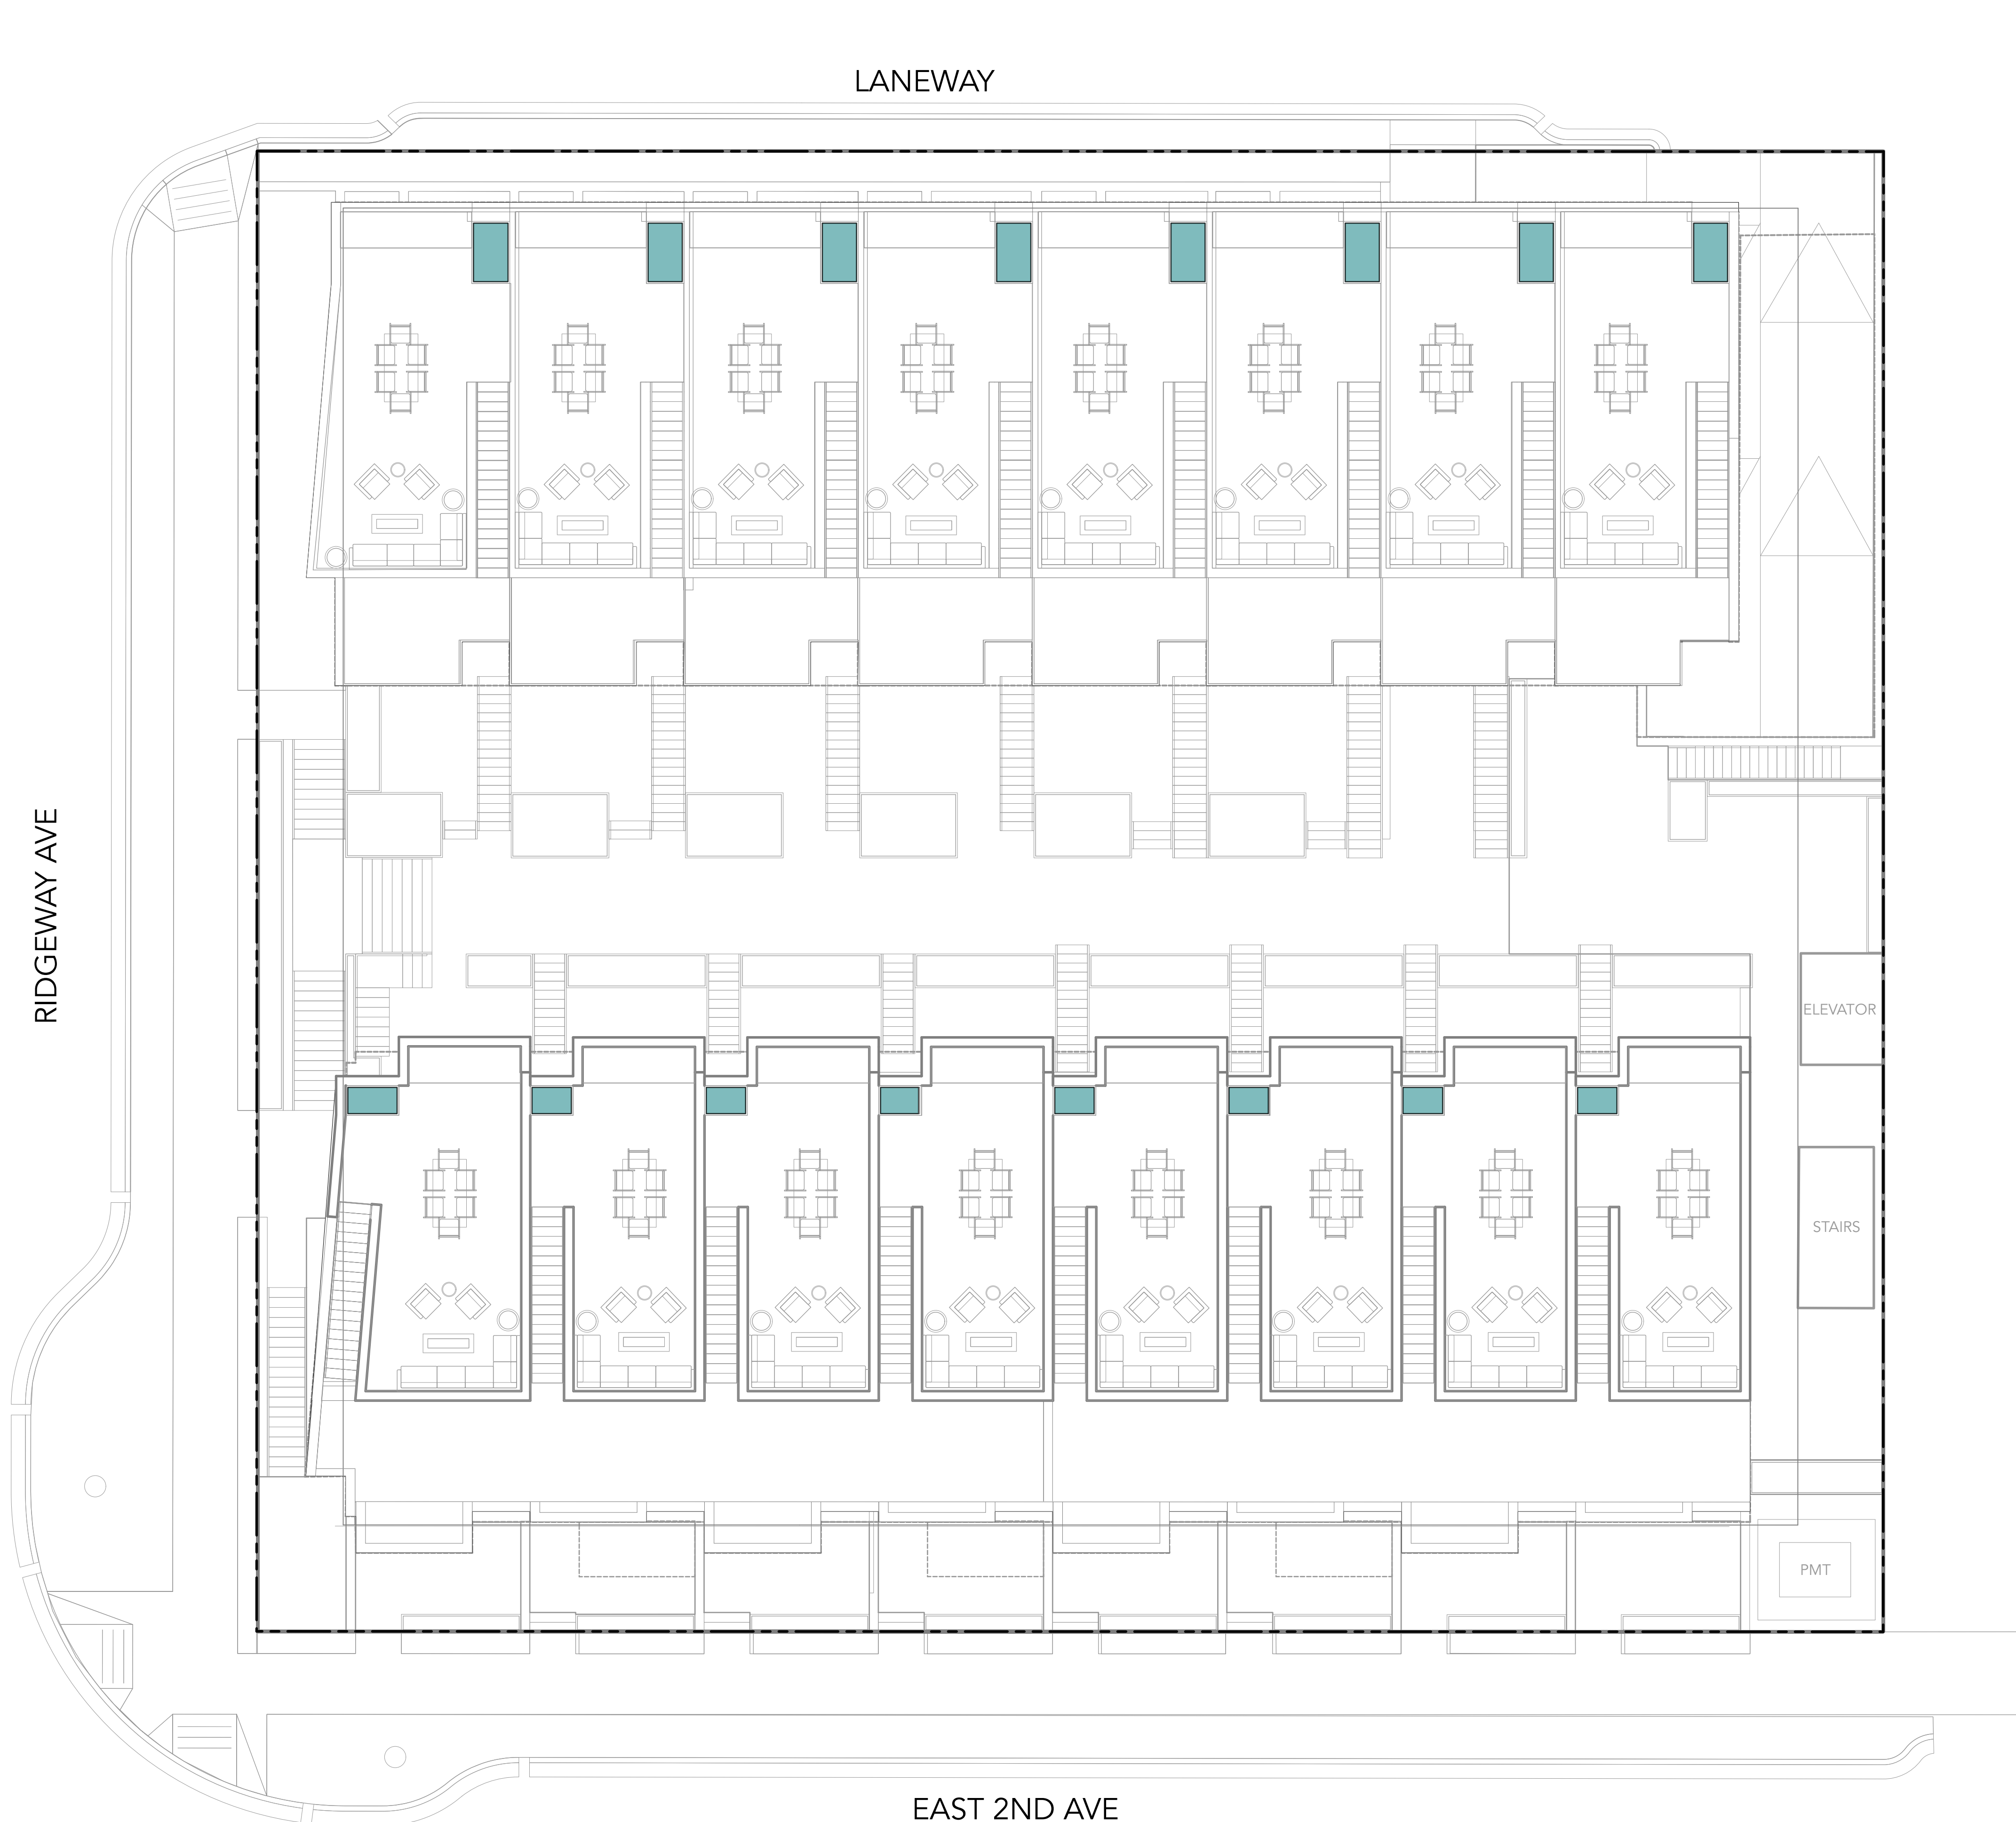 LANEWAY
RIDGEWAY AVE
ELEVATOR
STAIRS
PMT
EAST 2ND AVE